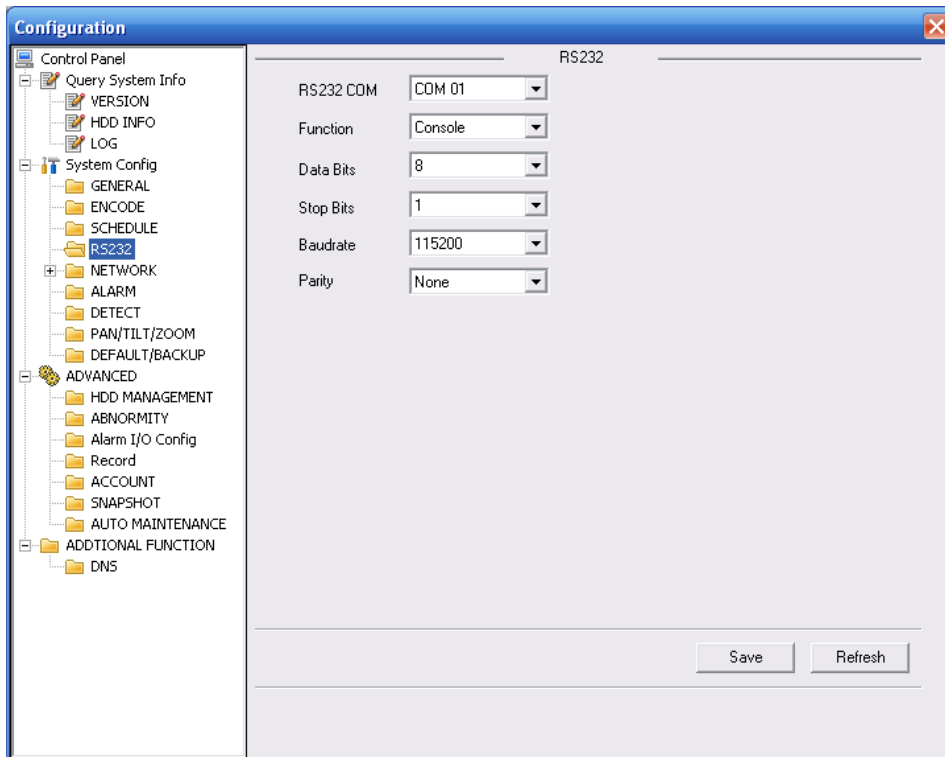 Configuration
Control Panel
Query System Info
VERSION
HDD INFO
LOG
System Config
GENERAL
ENCODE
SCHEDULE
RS232
NETWORK
ALARM
DETECT
PAN/TILT/ZOOM
DEFAULT/BACKUP
ADVANCED
HDD MANAGEMENT
ABNORMITY
Alarm I/O Config
Record
ACCOUNT
SNAPSHOT
AUTO MAINTENANCE
ADDTIONAL FUNCTION
DNS
RS232
RS232 COM COM 01
Function Console
Data Bits 8
Stop Bits 1
Baudrate 115200
Parity None
Save Refresh